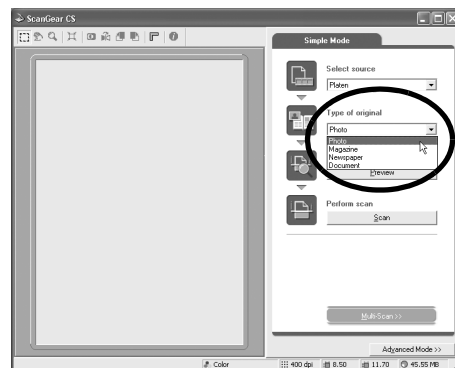 ScanGear CS
Simple Mode
Select source
Platen
Type of original
Photo
Photo
Magazine
Newspaper
Document
Preview
Perform scan
Scan
Multi-Scan >>
Advanced Mode >>
Color
400 dpi
8.50
11.70
45.55 MB